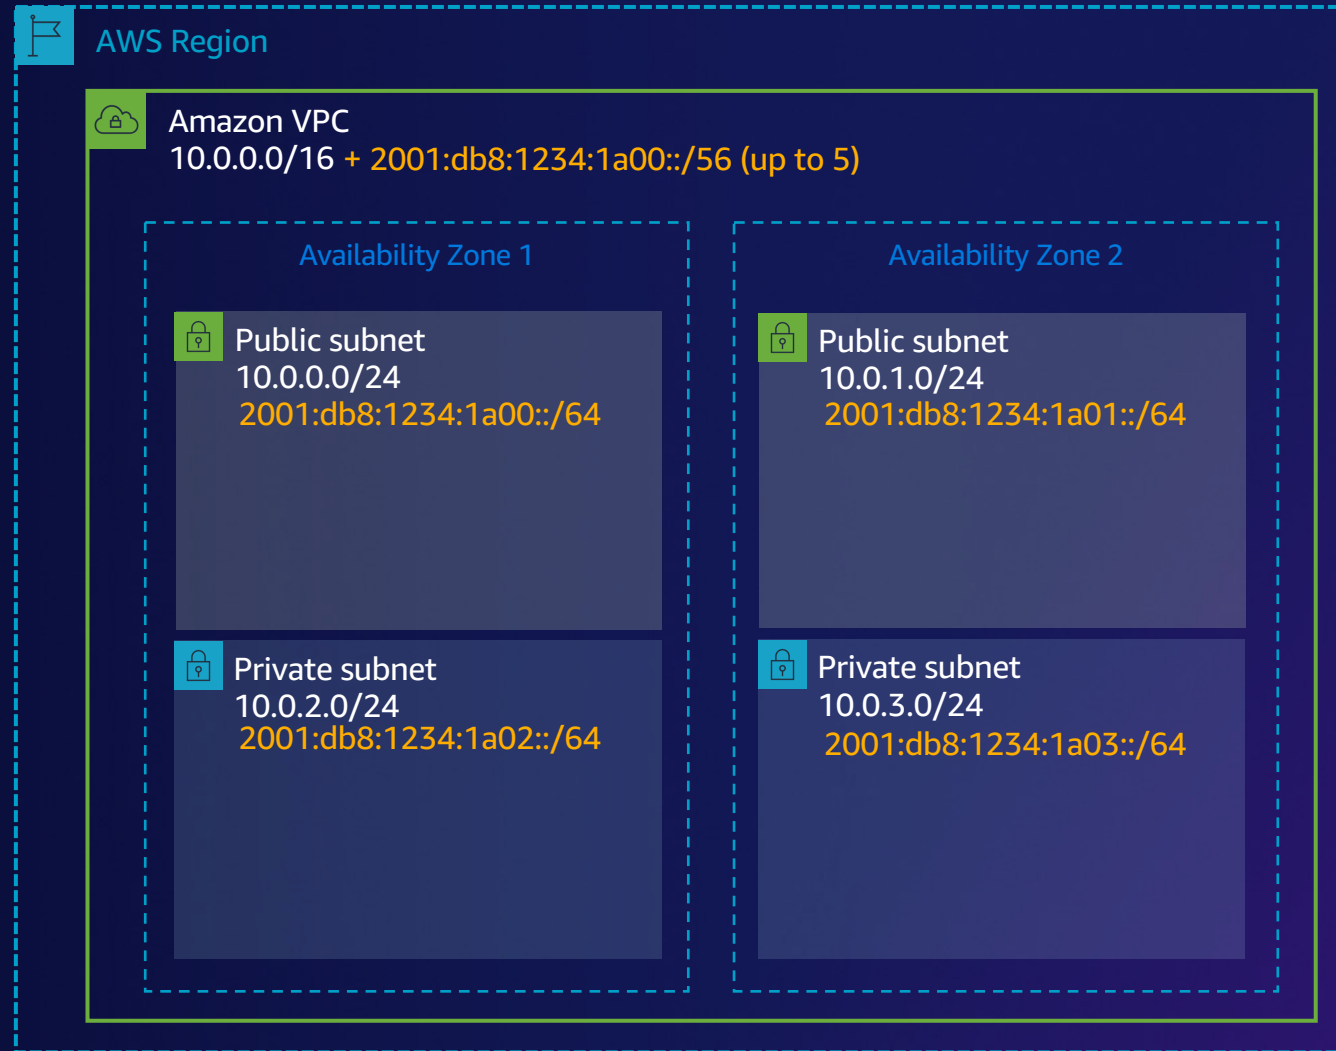 AWS Region
Amazon VPC
10.0.0.0/16 + 2001:db8:1234:1a00::/56 (up to 5)
Availability Zone 1
Public subnet
10.0.0.0/24
2001:db8:1234:1a00::/64
Private subnet
10.0.2.0/24
2001:db8:1234:1a02::/64
Availability Zone 2
Public subnet
10.0.1.0/24
2001:db8:1234:1a01::/64
Private subnet
10.0.3.0/24
2001:db8:1234:1a03::/64